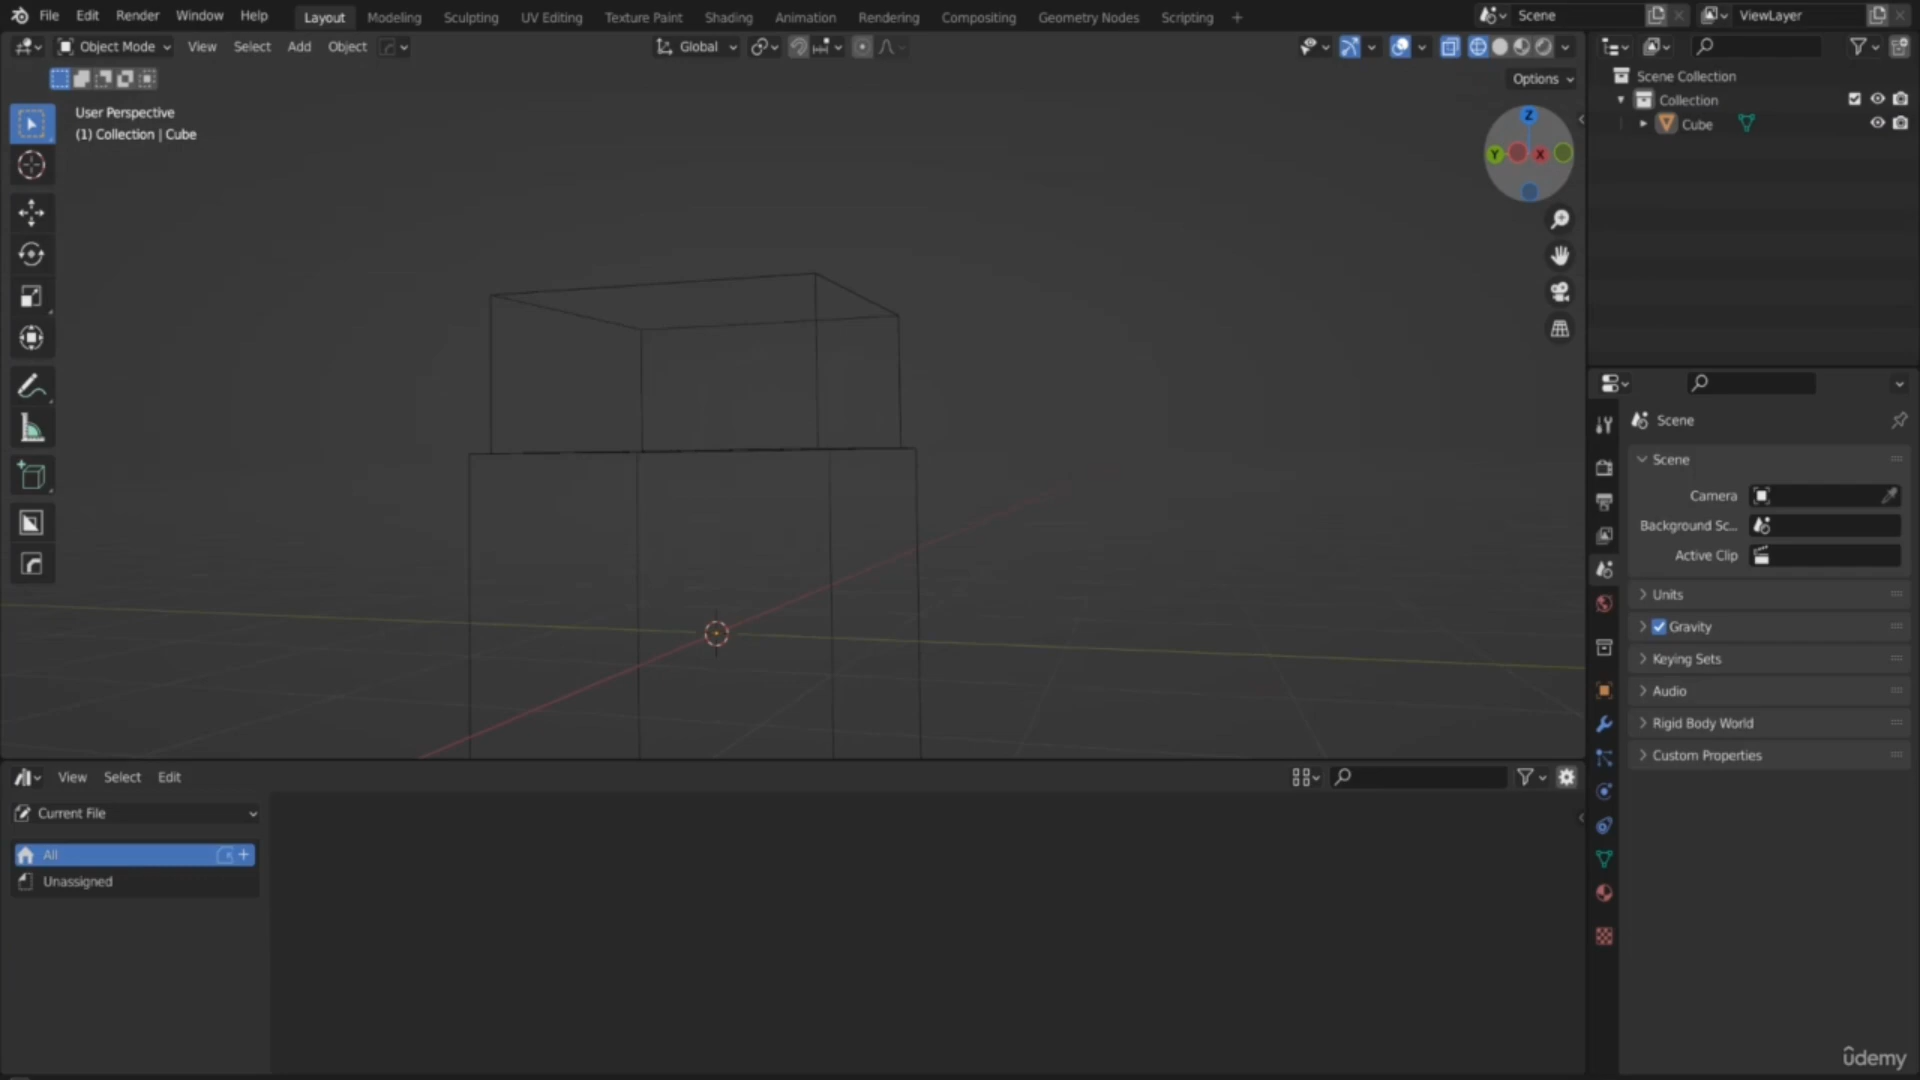 File Edit Render Window Help Layout Modeling Sculpting UV Editing Texture Paint Shading Animation Rendering Compositing Geometry Nodes Scripting + Scene ViewLayer
Object Mode View Select Add Object Global
Options
User Perspective
(1) Collection | Cube
Z
Y X
Scene Collection
Collection
Cube
Scene
Scene
Camera
Background Sc...
Active Clip
Units
Gravity
Keying Sets
Audio
Rigid Body World
Custom Properties
View Select Edit
Current File
All
Unassigned
ûdemy